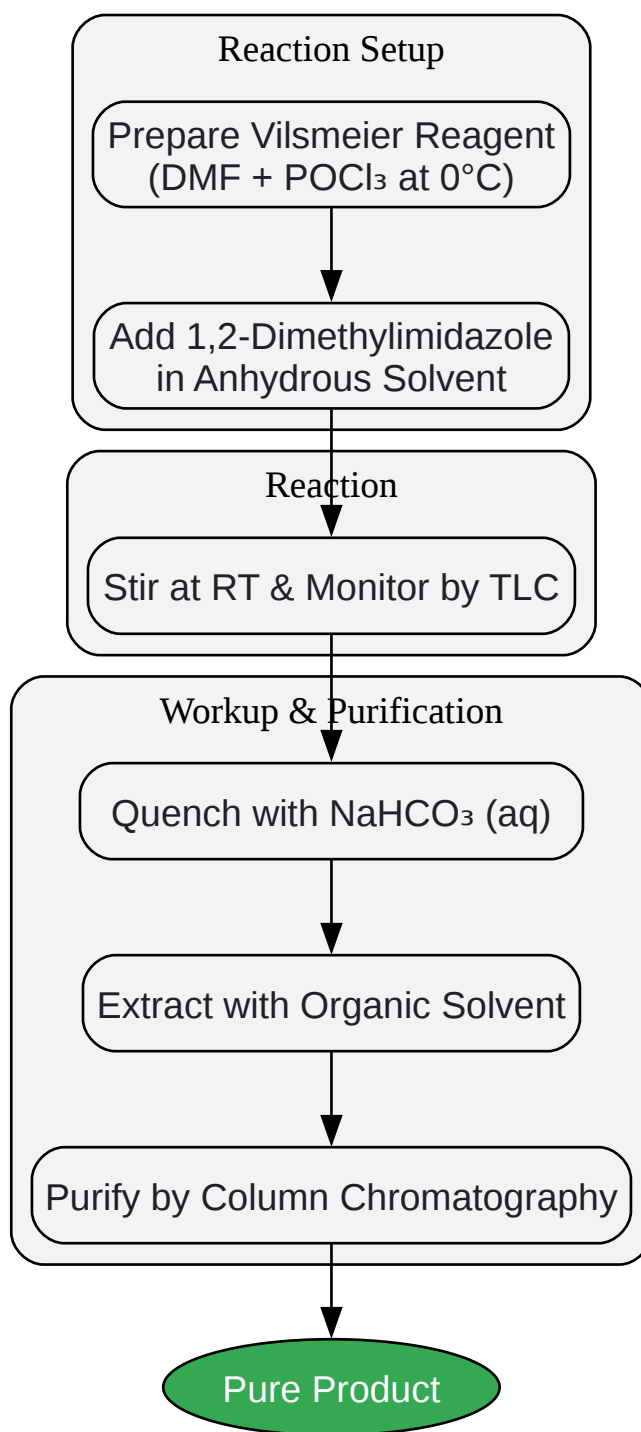 Reaction Setup
Prepare Vilsmeier Reagent
(DMF + POCl₃ at 0°C)
Add 1,2-Dimethylimidazole
in Anhydrous Solvent
Reaction
Stir at RT & Monitor by TLC
Workup & Purification
Quench with NaHCO₃ (aq)
Extract with Organic Solvent
Purify by Column Chromatography
Pure Product